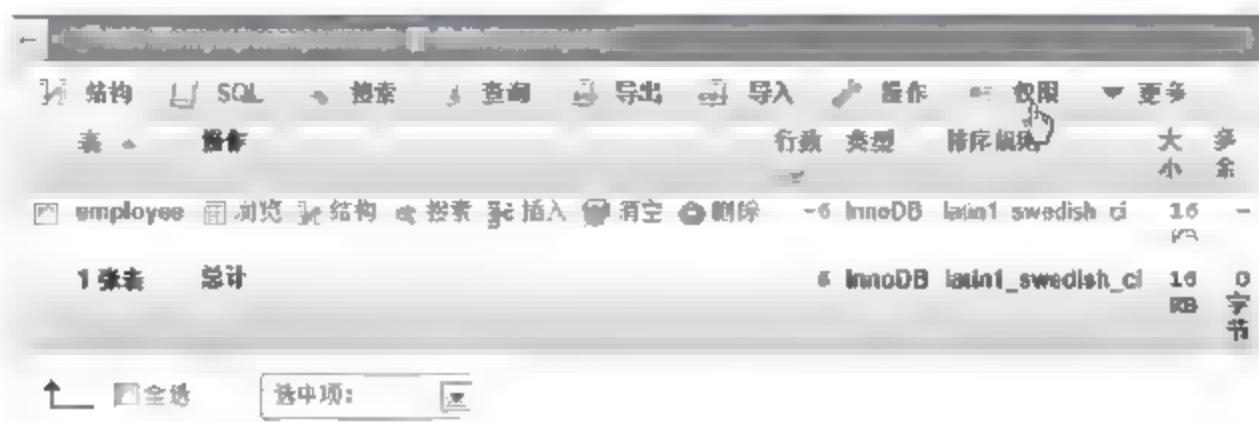 结构 SQL 搜索 查询 导出 导入 操作 权限 更多
表 操作 行数 类型 排序规则 大小 多余
employee 浏览 结构 搜索 插入 清空 删除 ~6 InnoDB latin1_swedish_ci 16 KB -
1 张表 总计 6 InnoDB latin1_swedish_ci 16 KB 0 字节
全选 选中项: